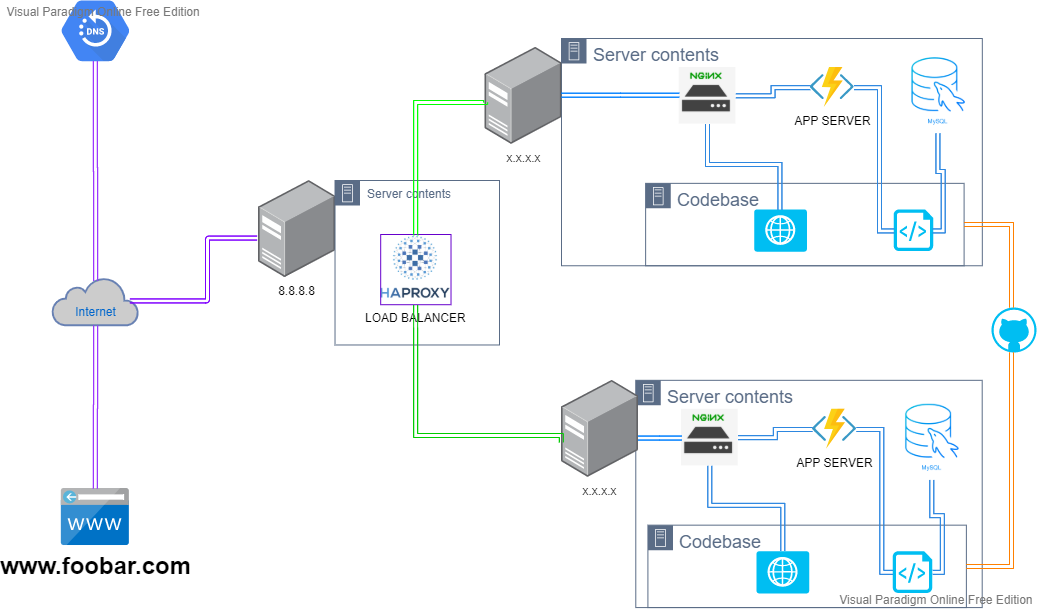 Visual Paradigm Online Free Edition
DNS
Server contents
NGINX
APP SERVER
MySQL
X.X.X.X
Codebase
</>
Server contents
HAPROXY
LOAD BALANCER
8.8.8.8
Internet
Server contents
NGINX
APP SERVER
MySQL
X.X.X.X
Codebase
</>
WWW
www.foobar.com
Visual Paradigm Online Free Edition